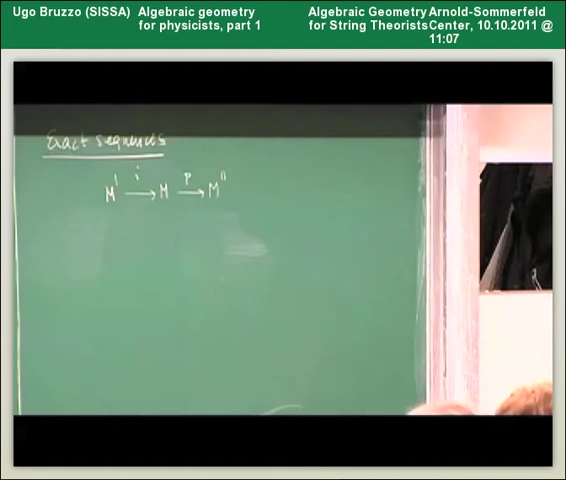 Ugo Bruzzo (SISSA)
Algebraic geometry
for physicists, part 1
Algebraic Geometry
for String Theorists
Arnold-Sommerfeld
Center, 10.10.2011 @
11:07
Exact sequences
M' i→ M p→ M''